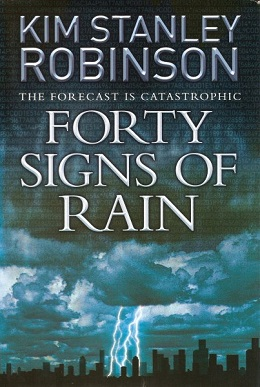 KIM STANLEY
ROBINSON
THE FORECAST IS CATASTROPHIC
FORTY
SIGNS OF
RAIN